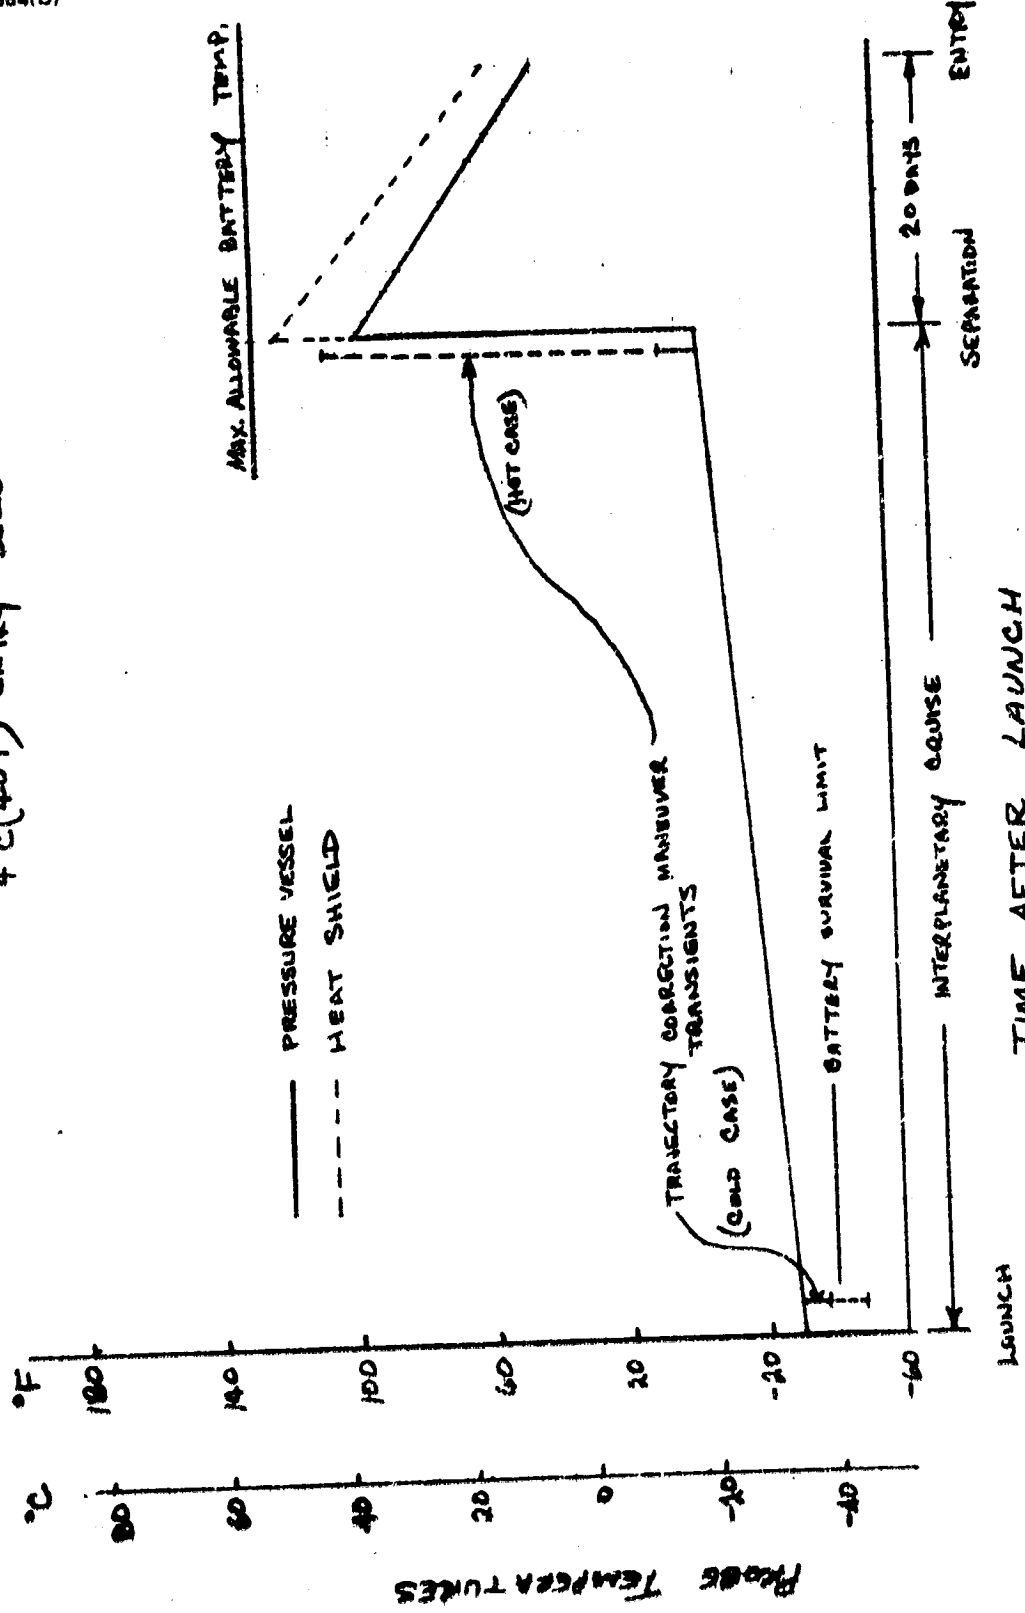 MAX. ALLOWABLE BATTERY TEMP.
PRESSURE VESSEL
HEAT SHIELD
(HOT CASE)
TRAJECTORY CORRECTION MANEUVER
TRANSIENTS
(COLD CASE)
BATTERY SURVIVAL LIMIT
°C
80
60
40
20
0
-20
-40
°F
180
140
100
60
20
-20
-60
PROBE TEMPERATURES
INTERPLANETARY CRUISE
20 DAYS
LAUNCH
SEPARATION
ENTRY
TIME AFTER LAUNCH